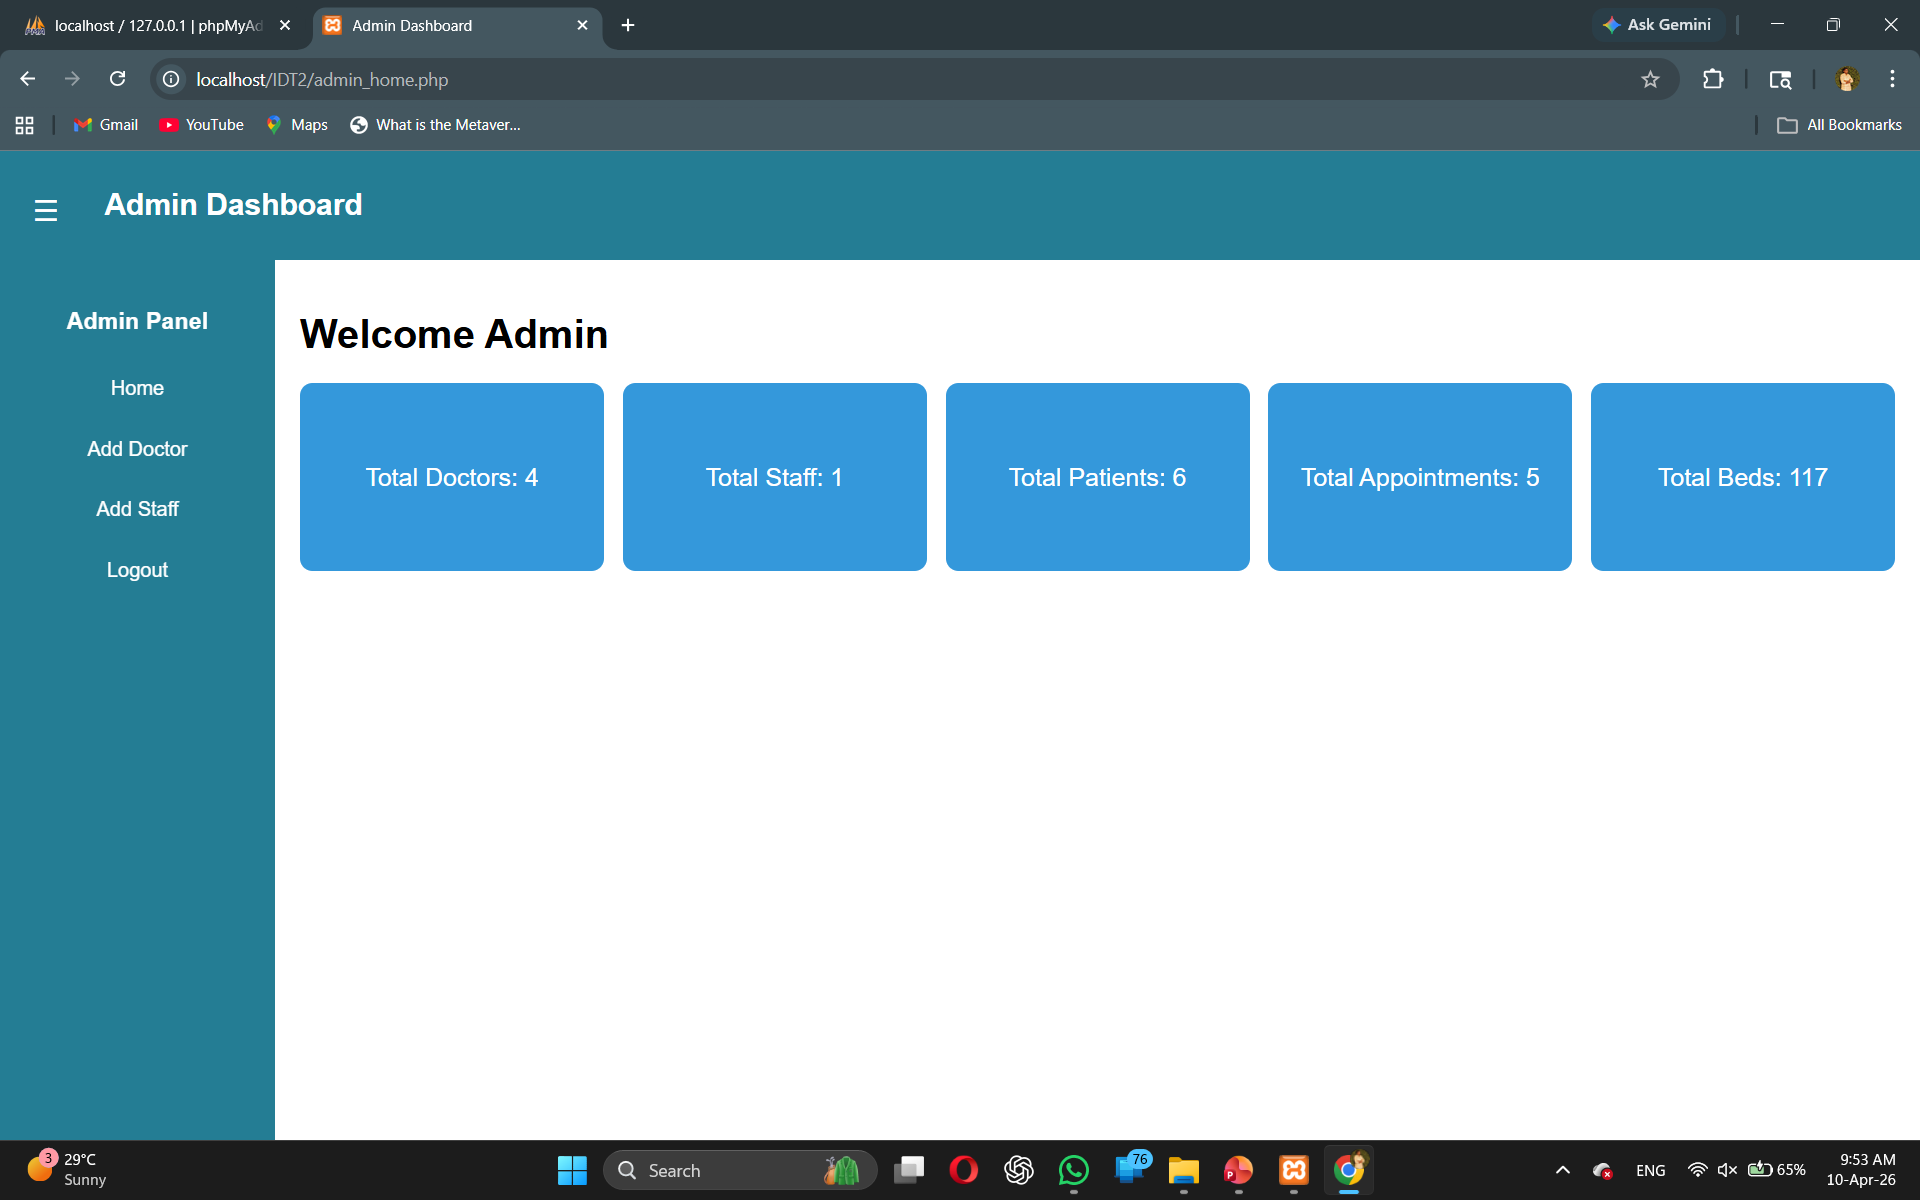 localhost / 127.0.0.1 | phpMyAd
Admin Dashboard
Ask Gemini
localhost/IDT2/admin_home.php
Gmail
YouTube
Maps
What is the Metaver...
All Bookmarks
Admin Dashboard
Admin Panel
Home
Add Doctor
Add Staff
Logout
Welcome Admin
Total Doctors: 4
Total Staff: 1
Total Patients: 6
Total Appointments: 5
Total Beds: 117
3
29°C
Sunny
Search
76
ENG
65%
9:53 AM
10-Apr-26